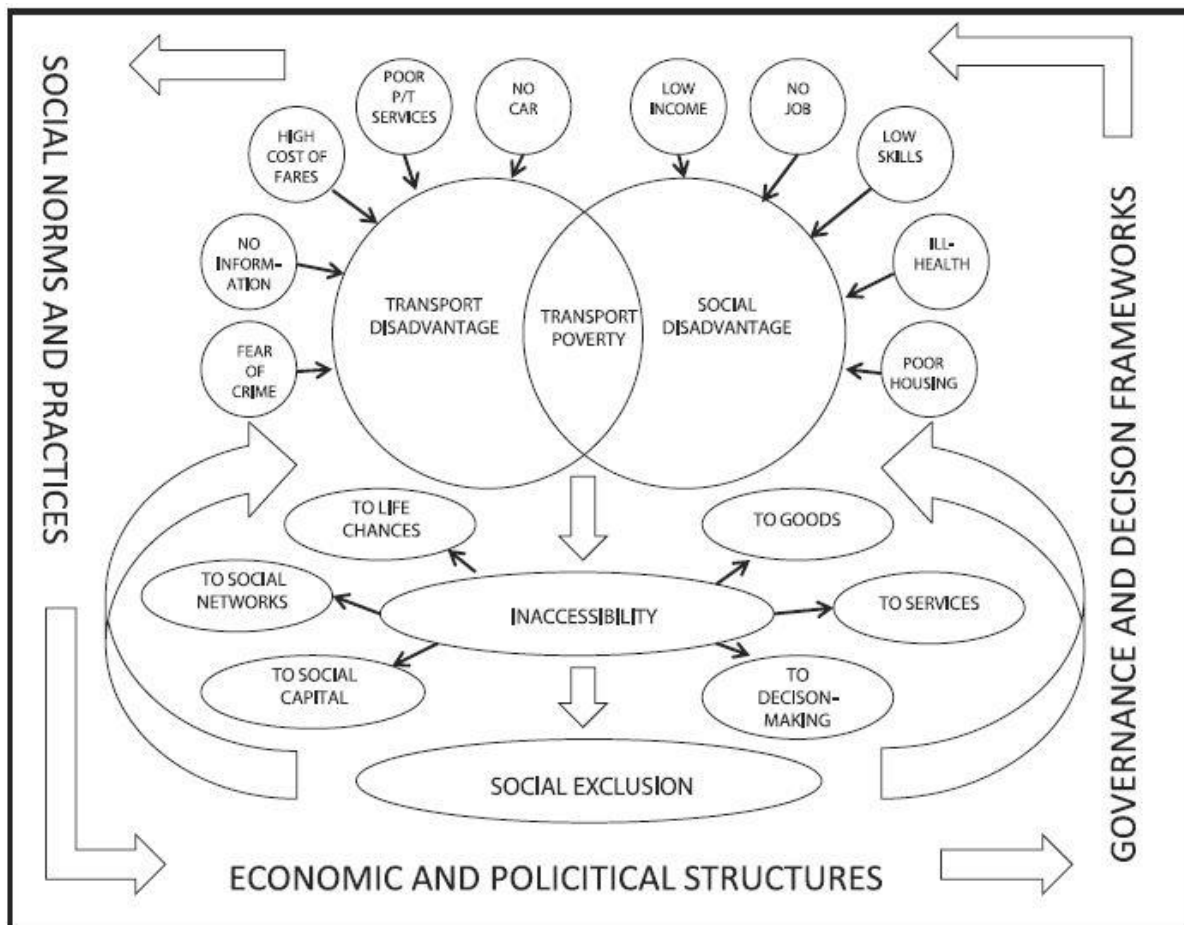 SOCIAL NORMS AND PRACTICES
POOR
P/T
SERVICES
NO
CAR
LOW
INCOME
NO
JOB
HIGH
COST OF
FARES
LOW
SKILLS
NO
INFORM-
ATION
ILL-
HEALTH
FEAR
OF
CRIME
POOR
HOUSING
TRANSPORT
DISADVANTAGE
TRANSPORT
POVERTY
SOCIAL
DISADVANTAGE
GOVERNANCE AND DECISON FRAMEWORKS
TO LIFE
CHANCES
TO GOODS
TO SOCIAL
NETWORKS
INACCESSIBILITY
TO SERVICES
TO SOCIAL
CAPITAL
TO
DECISON-
MAKING
SOCIAL EXCLUSION
ECONOMIC AND POLICITICAL STRUCTURES